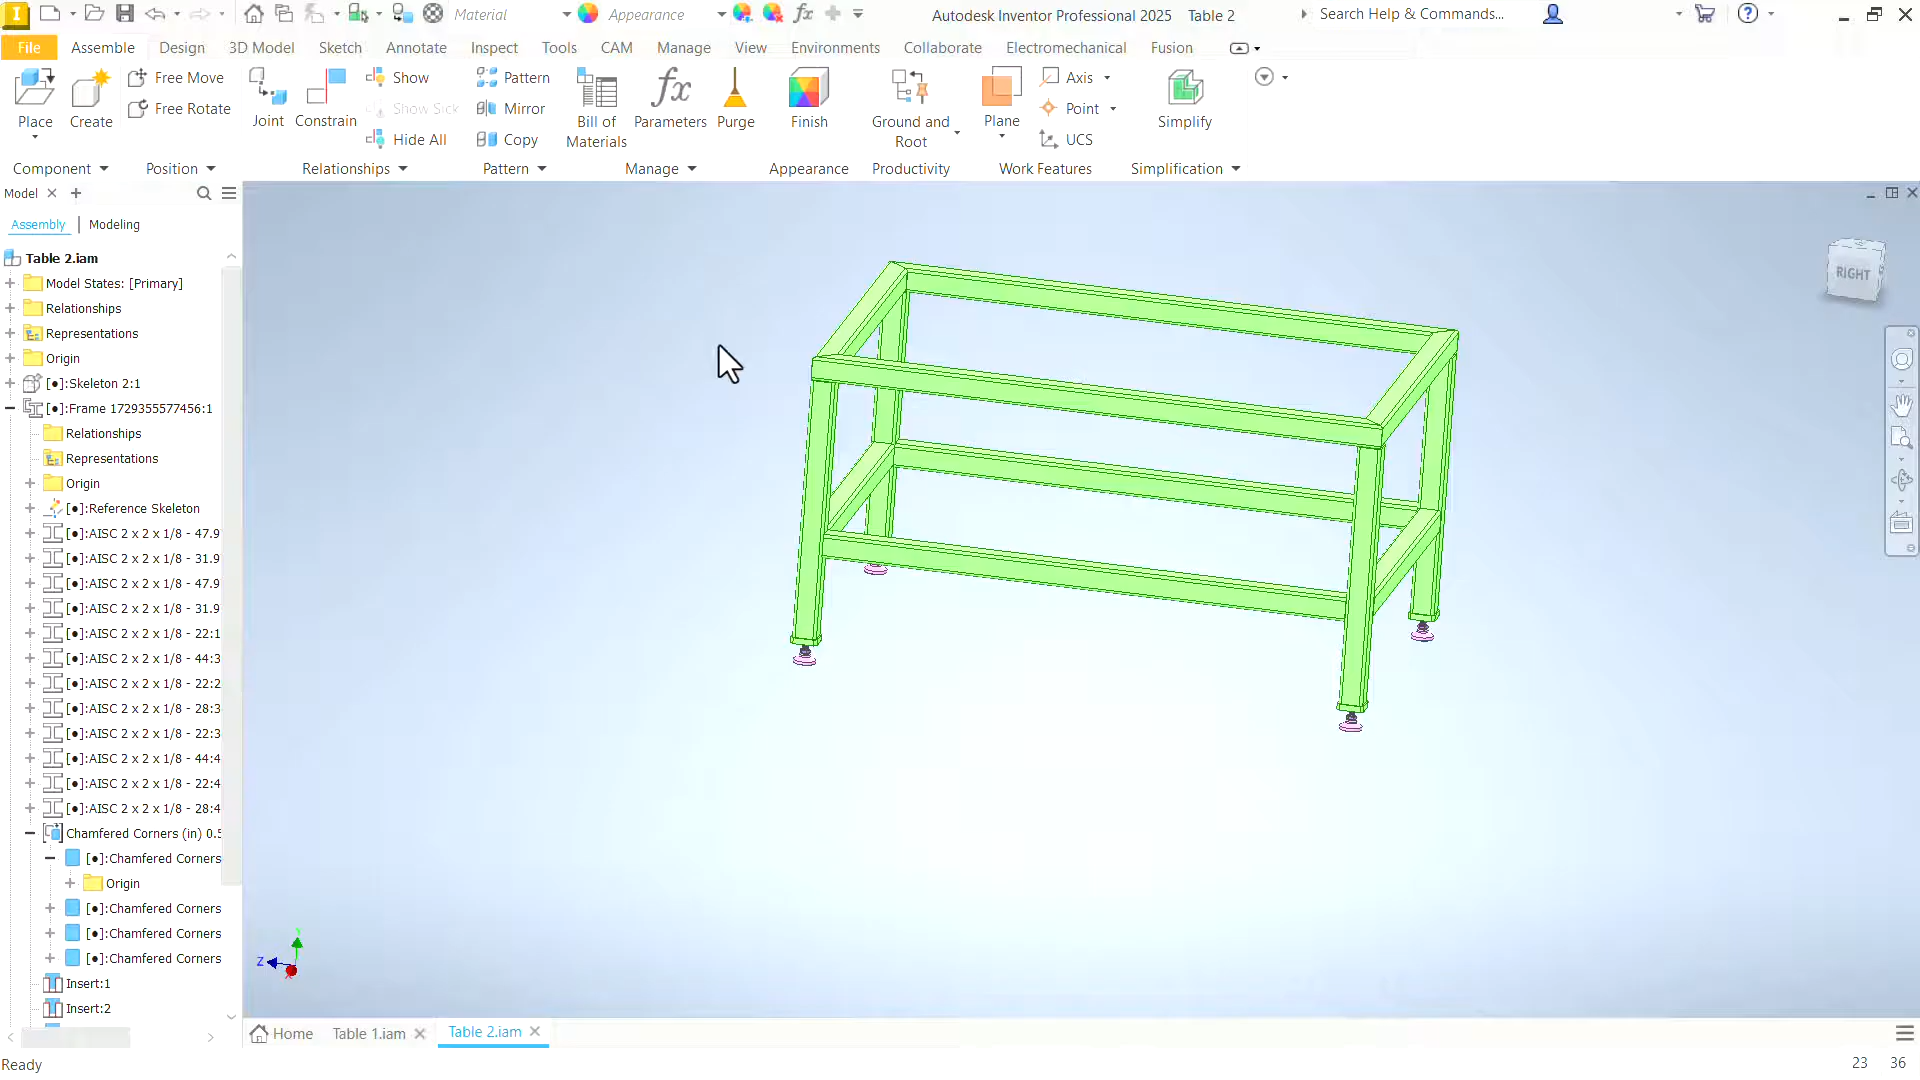 Material
Appearance
Autodesk Inventor Professional 2025 Table 2
Search Help & Commands...
File Assemble Design 3D Model Sketch Annotate Inspect Tools CAM Manage View Environments Collaborate Electromechanical Fusion
Place
Create
Free Move
Free Rotate
Joint
Constrain
Show
Show Sick
Hide All
Pattern
Mirror
Copy
Bill of
Materials
Parameters
Purge
Finish
Ground and
Root
Plane
Axis
Point
UCS
Simplify
Component Position Relationships Pattern Manage Appearance Productivity Work Features Simplification
Model
Assembly Modeling
Table 2.iam
Model States: [Primary]
Relationships
Representations
Origin
[●]:Skeleton 2:1
[●]:Frame 1729355577456:1
Relationships
Representations
Origin
[●]:Reference Skeleton
[●]:AISC 2 x 2 x 1/8 - 47.9
[●]:AISC 2 x 2 x 1/8 - 31.9
[●]:AISC 2 x 2 x 1/8 - 47.9
[●]:AISC 2 x 2 x 1/8 - 31.9
[●]:AISC 2 x 2 x 1/8 - 22:1
[●]:AISC 2 x 2 x 1/8 - 44:3
[●]:AISC 2 x 2 x 1/8 - 22:2
[●]:AISC 2 x 2 x 1/8 - 28:3
[●]:AISC 2 x 2 x 1/8 - 22:3
[●]:AISC 2 x 2 x 1/8 - 44:4
[●]:AISC 2 x 2 x 1/8 - 22:4
[●]:AISC 2 x 2 x 1/8 - 28:4
Chamfered Corners (in) 0.5
[●]:Chamfered Corners
Origin
[●]:Chamfered Corners
[●]:Chamfered Corners
[●]:Chamfered Corners
Insert:1
Insert:2
RIGHT
Y
Z
X
Home Table 1.iam Table 2.iam
Ready
23 36